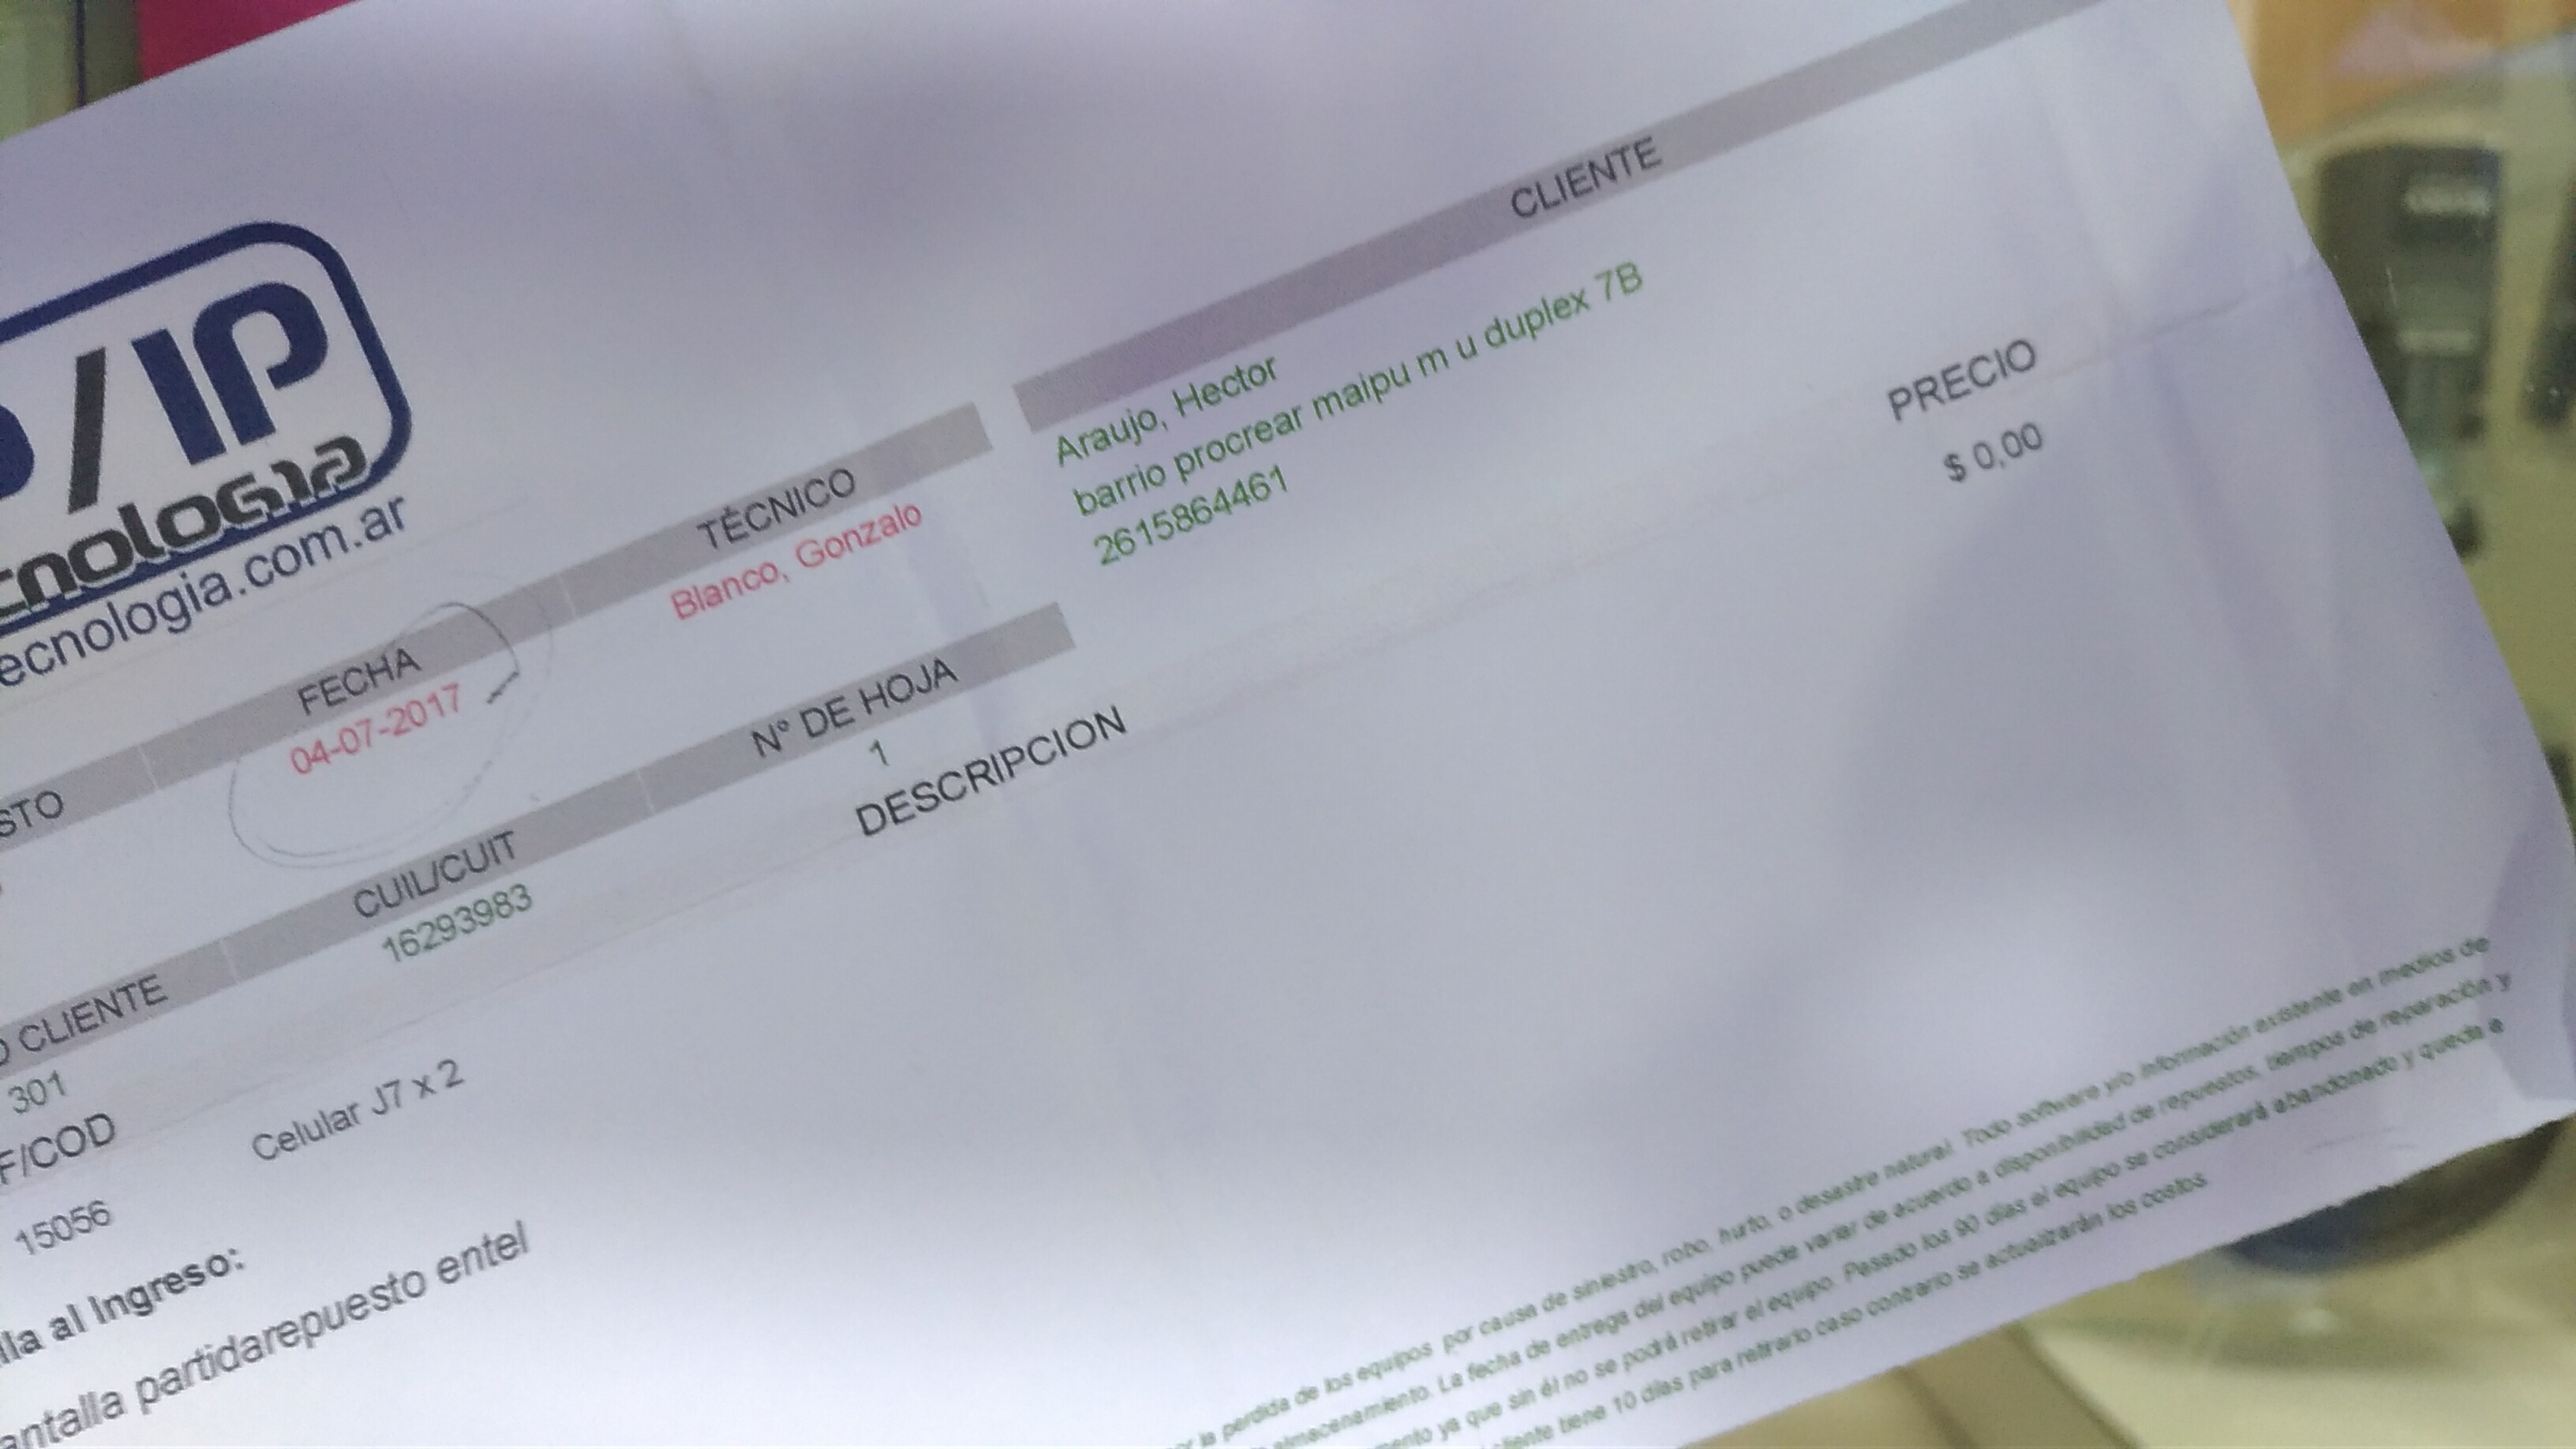 /IP
cnologia
ecnologia.com.ar
CLIENTE
Araujo, Hector
barrio procrear maipu m u duplex 7B
2615864461
STO FECHA TÉCNICO
04-07-2017 Blanco, Gonzalo
O CLIENTE CUIL/CUIT N° DE HOJA
301 16293983 1
F/COD DESCRIPCION PRECIO
15056 Celular J7 x 2 $ 0,00
lla al Ingreso:
antalla partidarepuesto entel
or la perdida de los equipos por causa de siniestro, robo, hurto, o desastre natural. Todo software y/o información existente en medios de
almacenamiento. La fecha de entrega del equipo puede variar de acuerdo a disponibilidad de repuestos, tiempos de reparación y
mento ya que sin él no se podrá retirar el equipo. Pasado los 90 días el equipo se considerará abandonado y queda a
cliente tiene 10 días para retirarlo caso contrario se actualizarán los costos.